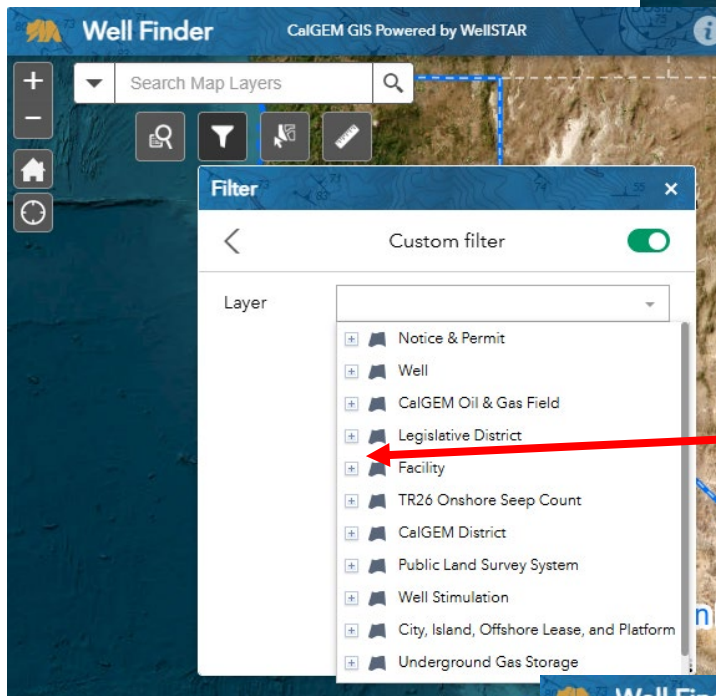 Well Finder
CalGEM GIS Powered by WellSTAR
Search Map Layers
Filter
Custom filter
Layer
Notice & Permit
Well
CalGEM Oil & Gas Field
Legislative District
Facility
TR26 Onshore Seep Count
CalGEM District
Public Land Survey System
Well Stimulation
City, Island, Offshore Lease, and Platform
Underground Gas Storage